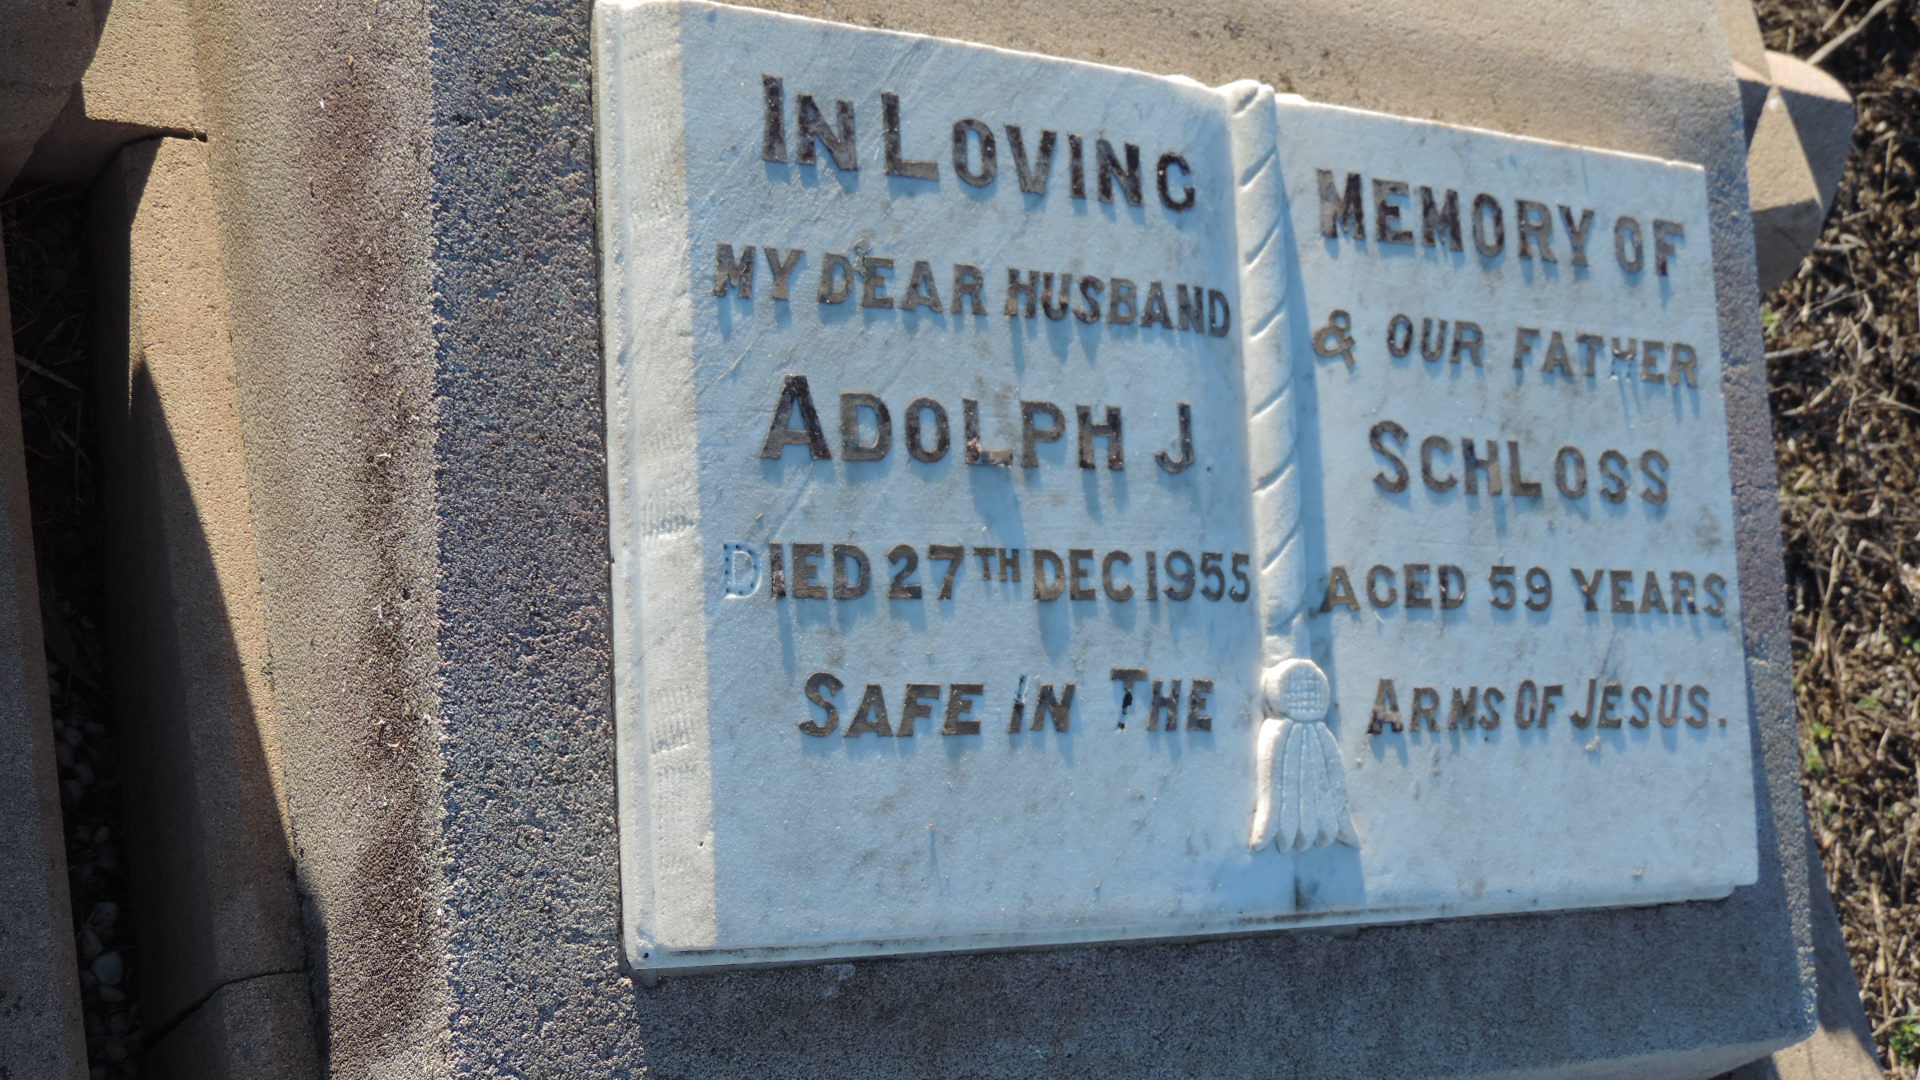 IN LOVING MEMORY OF
MY DEAR HUSBAND & OUR FATHER
ADOLPH J SCHLOSS
DIED 27TH DEC 1955 AGED 59 YEARS
SAFE IN THE ARMS OF JESUS.